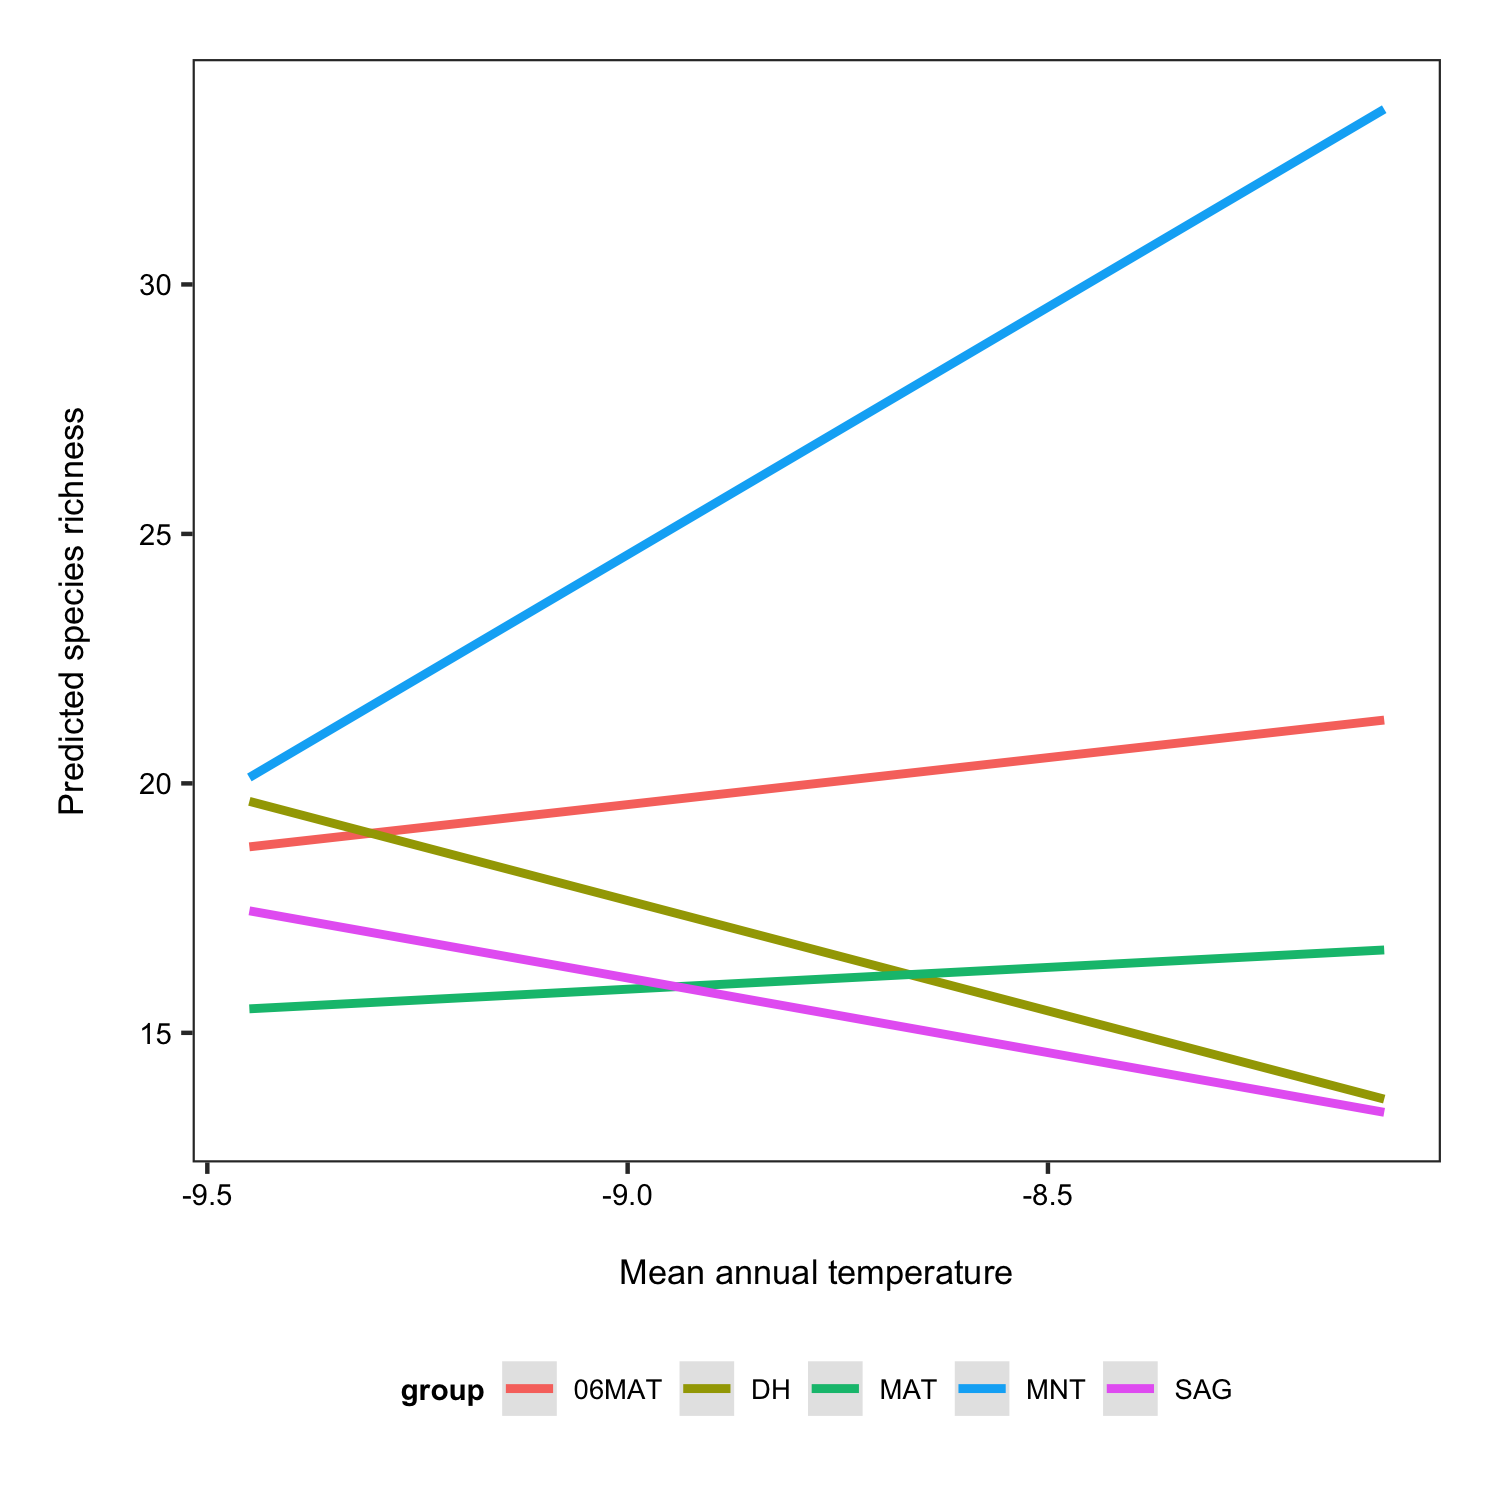 Predicted species richness
30
25
20
15
-9.5 -9.0 -8.5
Mean annual temperature
group 06MAT DH MAT MNT SAG